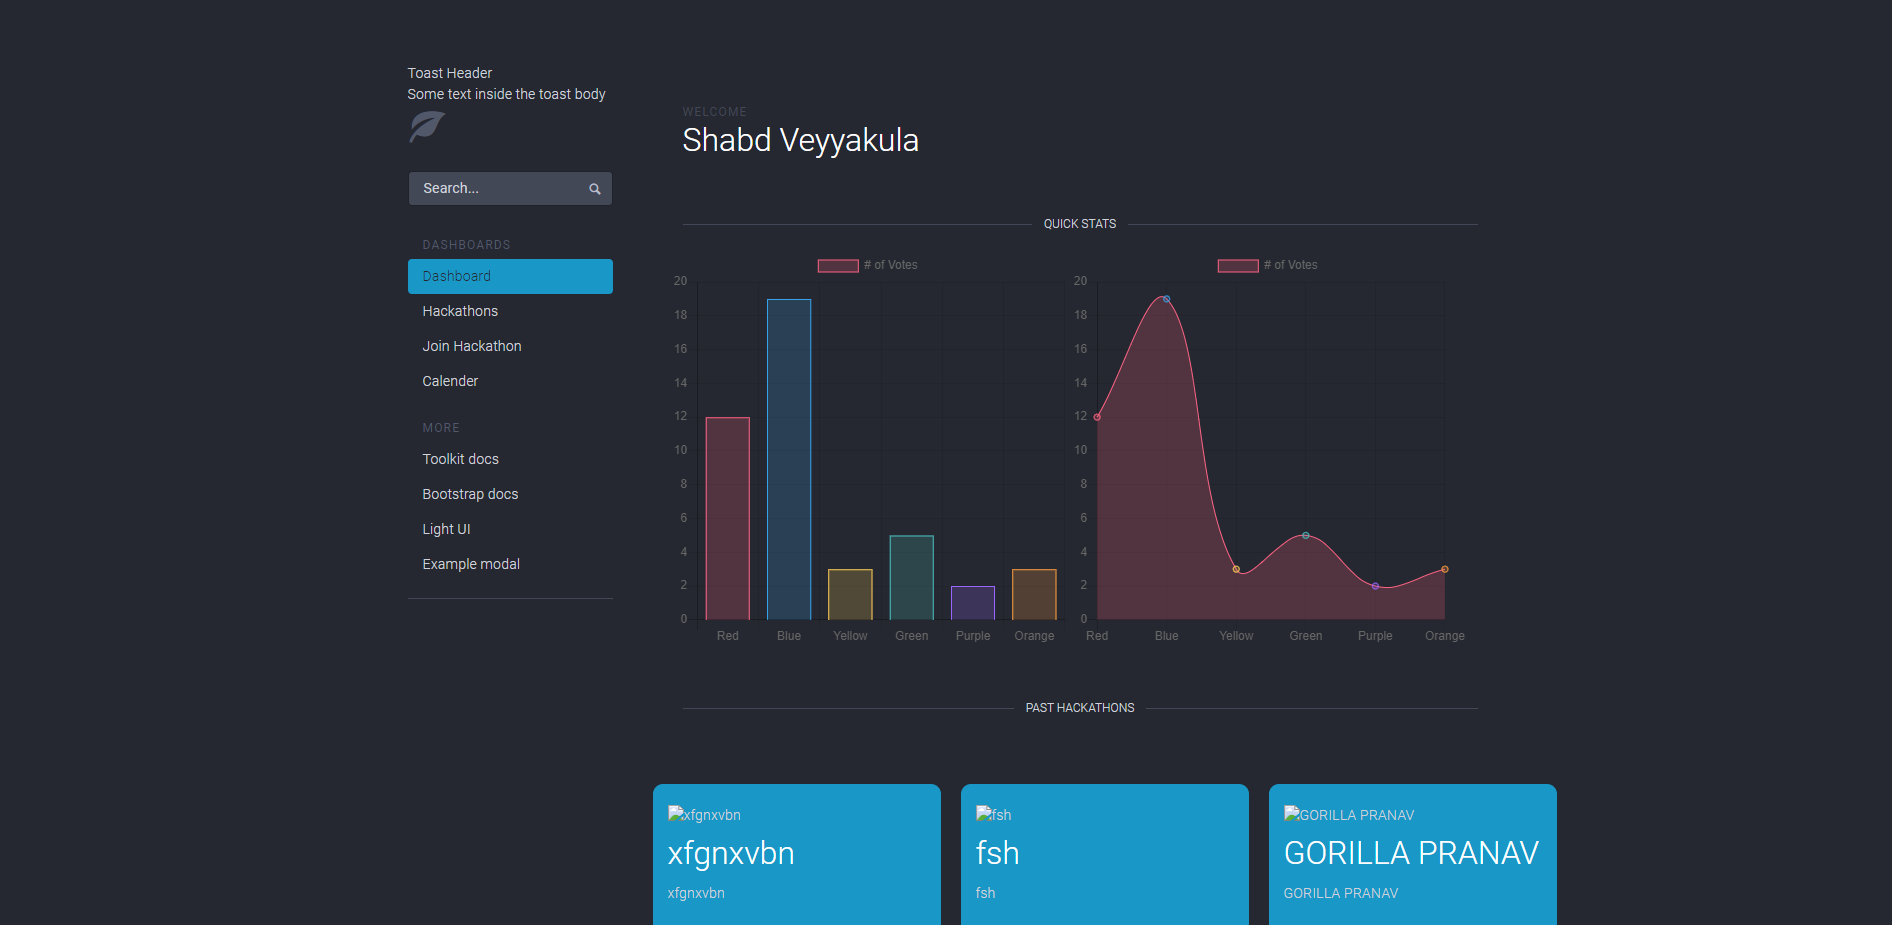 Toast Header
Some text inside the toast body
Search...
DASHBOARDS
Dashboard
Hackathons
Join Hackathon
Calender
MORE
Toolkit docs
Bootstrap docs
Light UI
Example modal
WELCOME
Shabd Veyyakula
QUICK STATS
# of Votes
20
18
16
14
12
10
8
6
4
2
0
Red Blue Yellow Green Purple Orange
# of Votes
20
18
16
14
12
10
8
6
4
2
0
Red Blue Yellow Green Purple Orange
PAST HACKATHONS
xfgnxvbn
xfgnxvbn
xfgnxvbn
fsh
fsh
fsh
GORILLA PRANAV
GORILLA PRANAV
GORILLA PRANAV